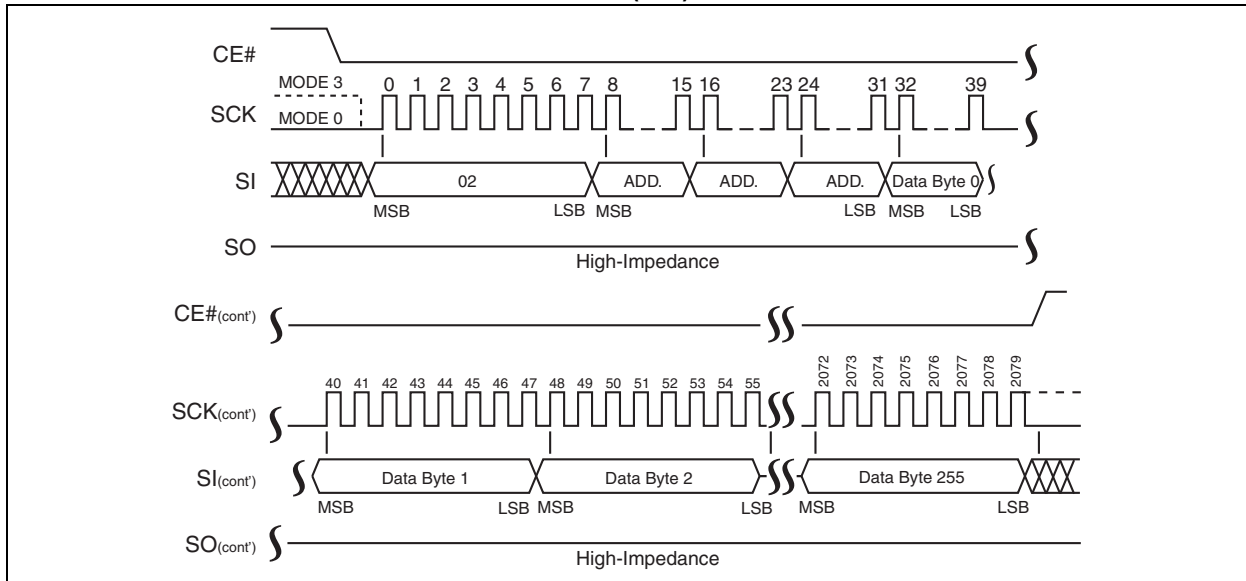 CE#
MODE 3
0 1 2 3 4 5 6 7 8 15 16 23 24 31 32 39
SCK
MODE 0
SI
02 ADD. ADD. ADD. Data Byte 0
MSB LSB MSB LSB MSB LSB
SO
High-Impedance
CE#(cont')
40 41 42 43 44 45 46 47 48 49 50 51 52 53 54 55 2072 2073 2074 2075 2076 2077 2078 2079
SCK(cont')
SI(cont')
Data Byte 1 Data Byte 2 Data Byte 255
MSB LSB MSB LSB MSB LSB
SO(cont')
High-Impedance